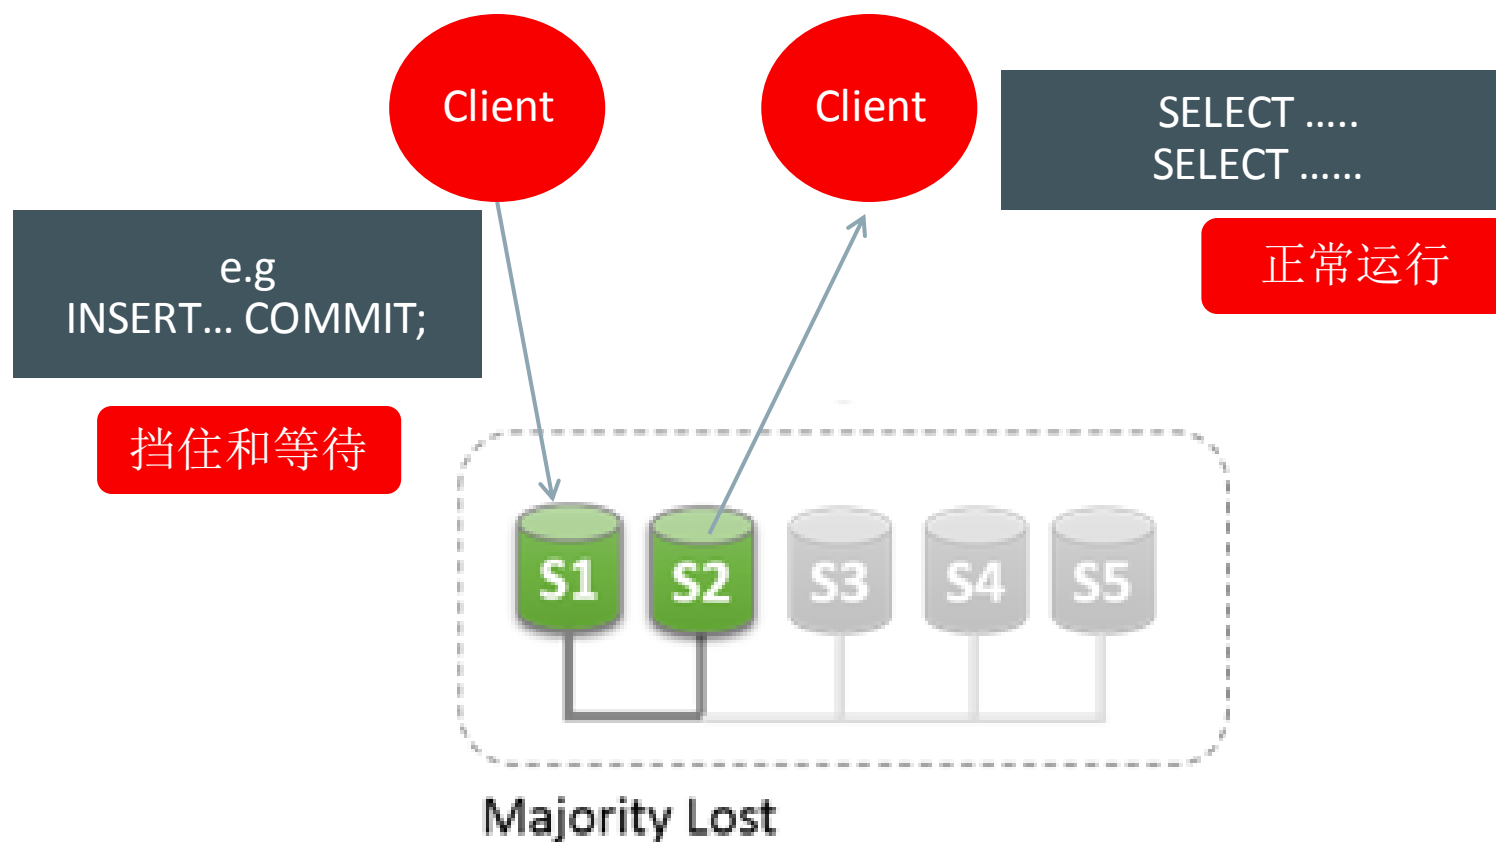 Client
Client
SELECT …..
SELECT ……
正常运行
e.g
INSERT… COMMIT;
挡住和等待
S1
S2
S3
S4
S5
Majority Lost